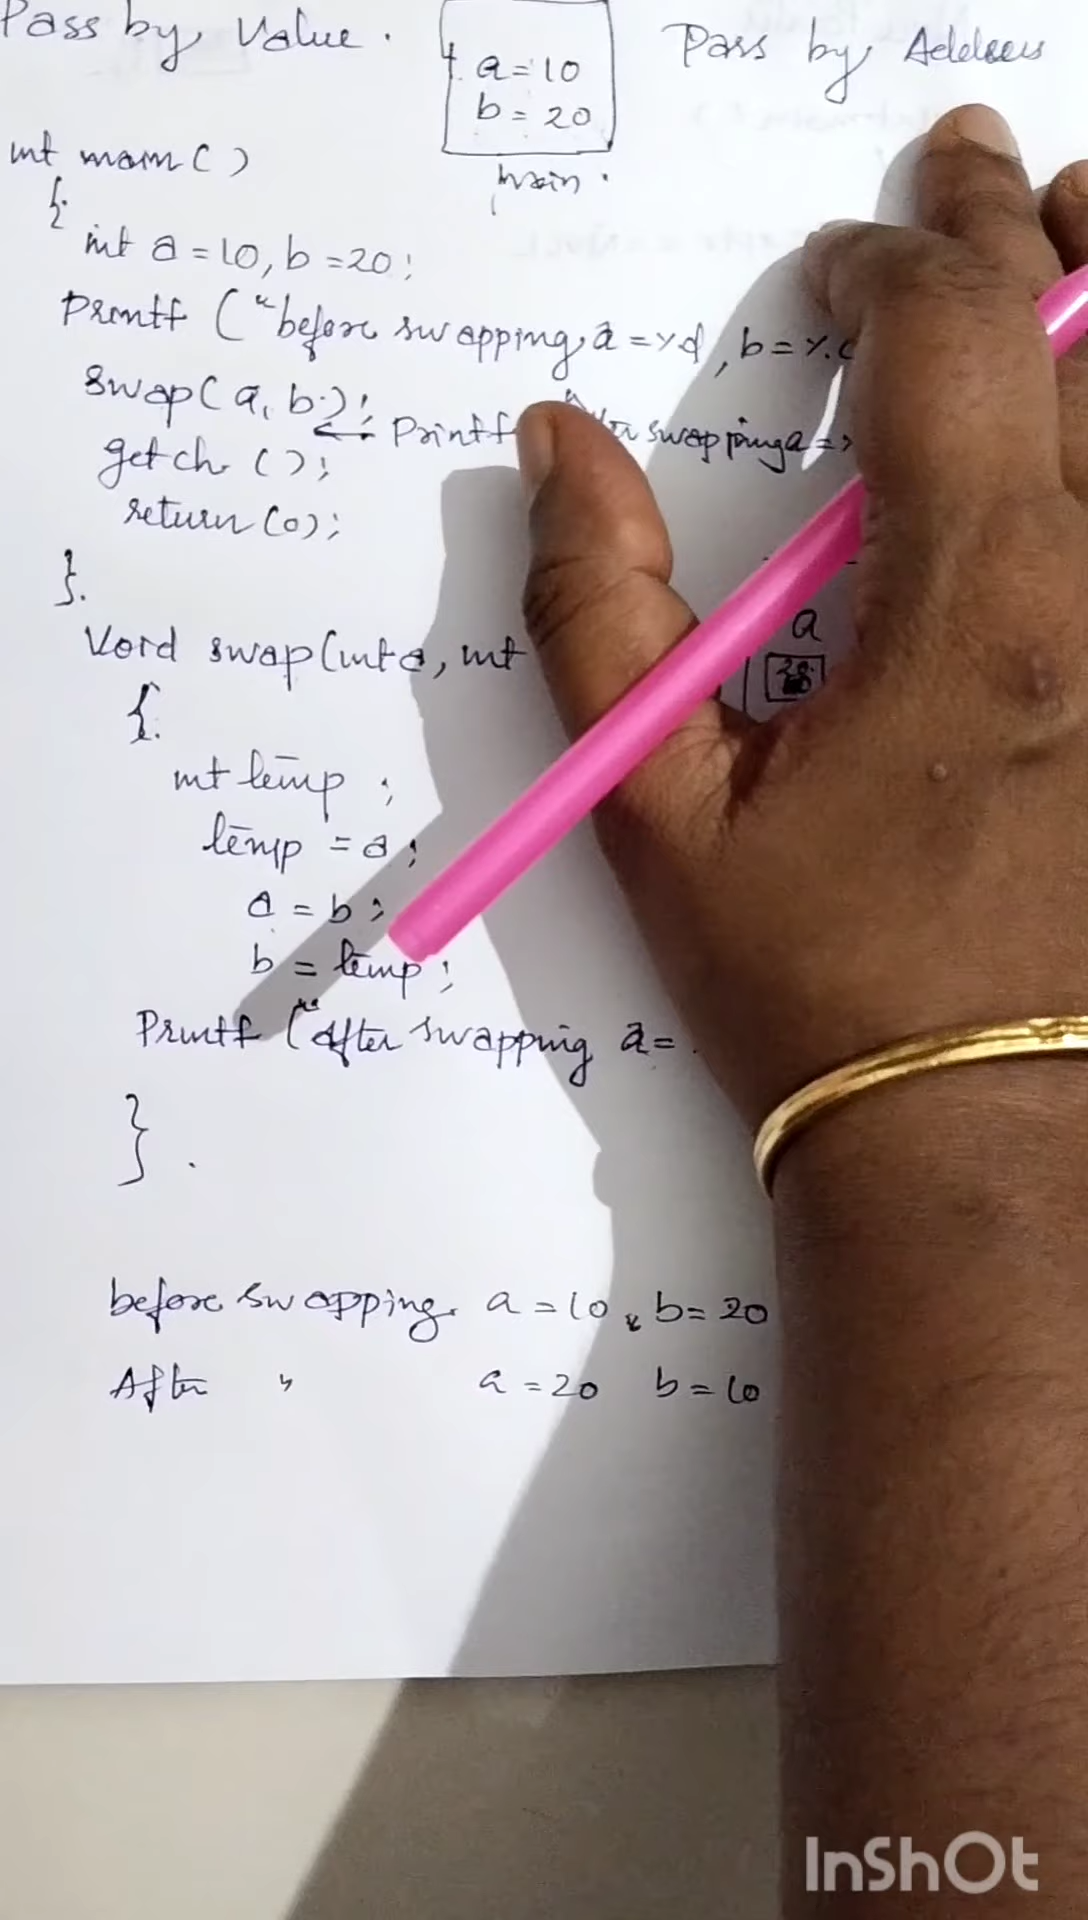 Pass by Value.
a = 10
b = 20
main.
Pass by Address
int main()
{
int a = 10, b = 20;
Printf ("before swapping a = %d, b = %.
swap(a, b);
← Printf swapping a =
getch ();
return (0);
}.
Void swap(int a, int
{.
int temp ;
temp = a ;
a = b ;
b = temp ;
Printf ("After swapping a =
}.
a
before swapping a = 10, b = 20
After " a = 20 b = 10
InShOt